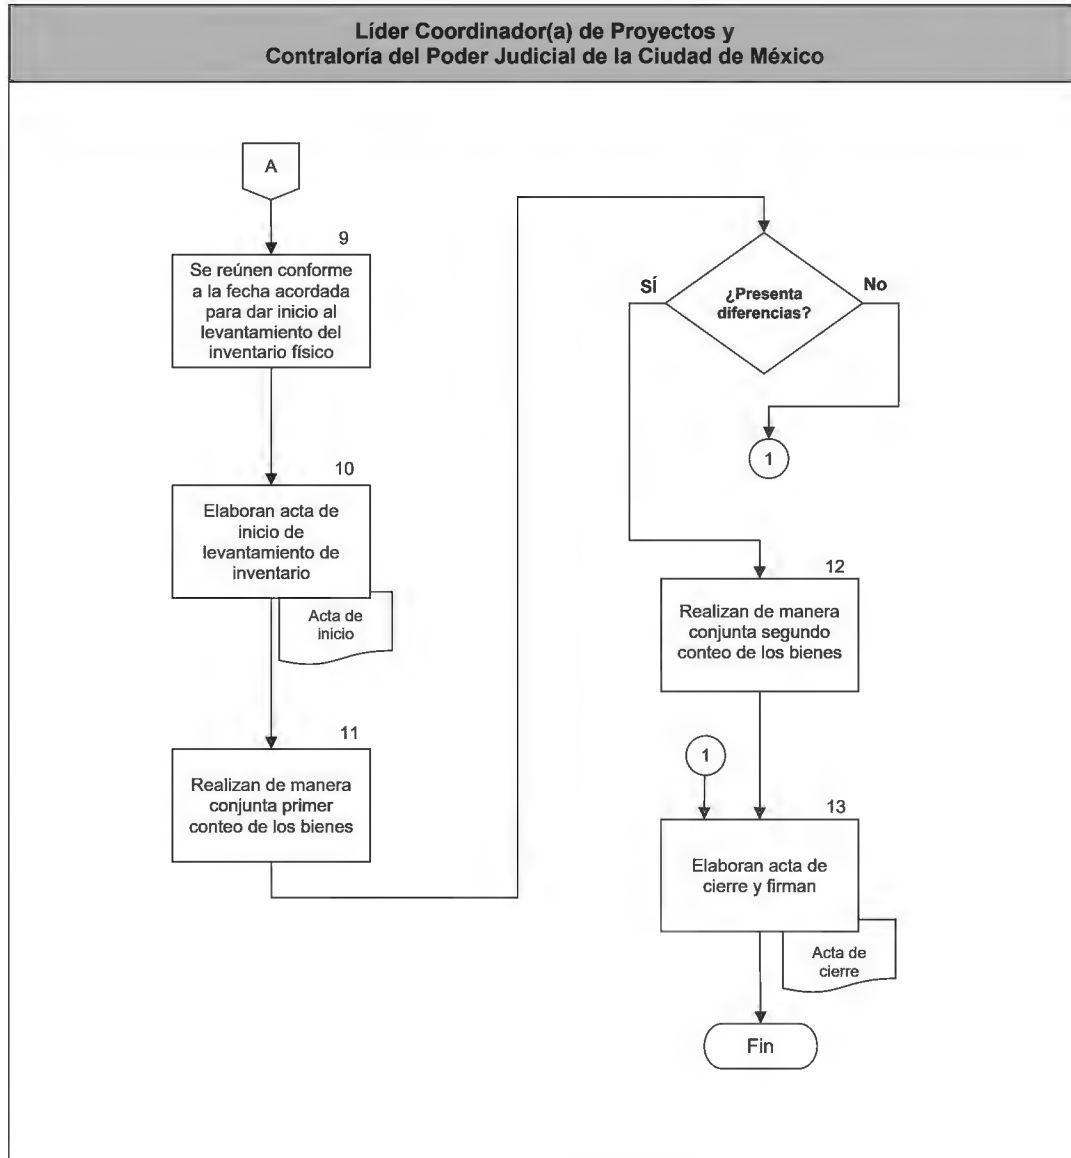 Líder Coordinador(a) de Proyectos y
Contraloría del Poder Judicial de la Ciudad de México
A
9
Se reúnen conforme
a la fecha acordada
para dar inicio al
levantamiento del
inventario físico
10
Elaboran acta de
inicio de
levantamiento de
inventario
Acta de
inicio
11
Realizan de manera
conjunta primer
conteo de los bienes
¿Presenta
diferencias?
SÍ
No
1
12
Realizan de manera
conjunta segundo
conteo de los bienes
1
13
Elaboran acta de
cierre y firman
Acta de
cierre
Fin